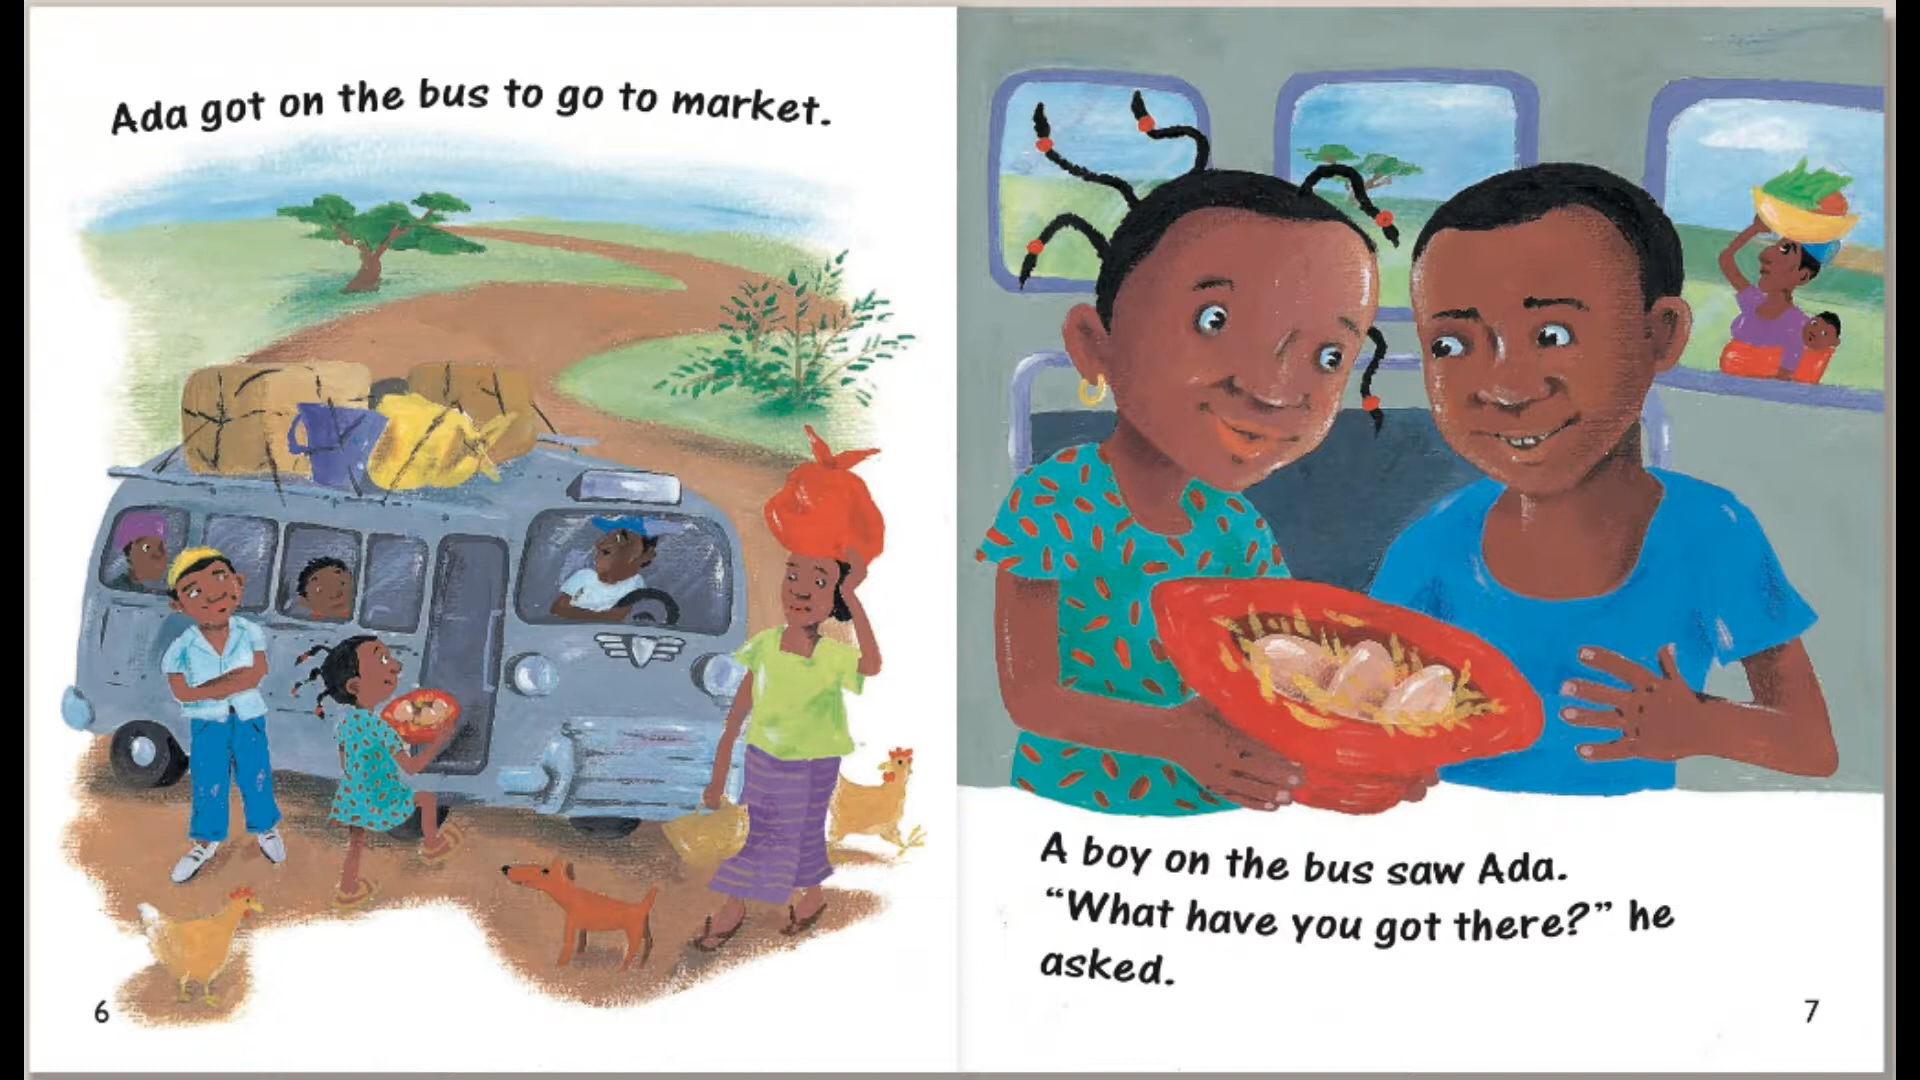 Ada got on the bus to go to market.
6
A boy on the bus saw Ada.
“What have you got there?” he
asked.
7